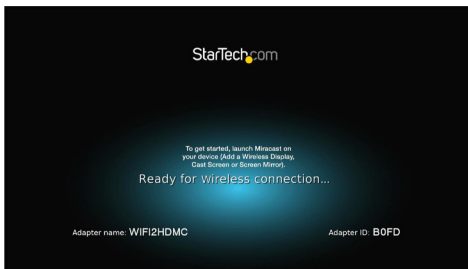 StarTech.com
To get started, launch Miracast on
your device (Add a Wireless Display,
Cast Screen or Screen Mirror).
Ready for wireless connection...
Adapter name: WIFI2HDMC Adapter ID: B0FD